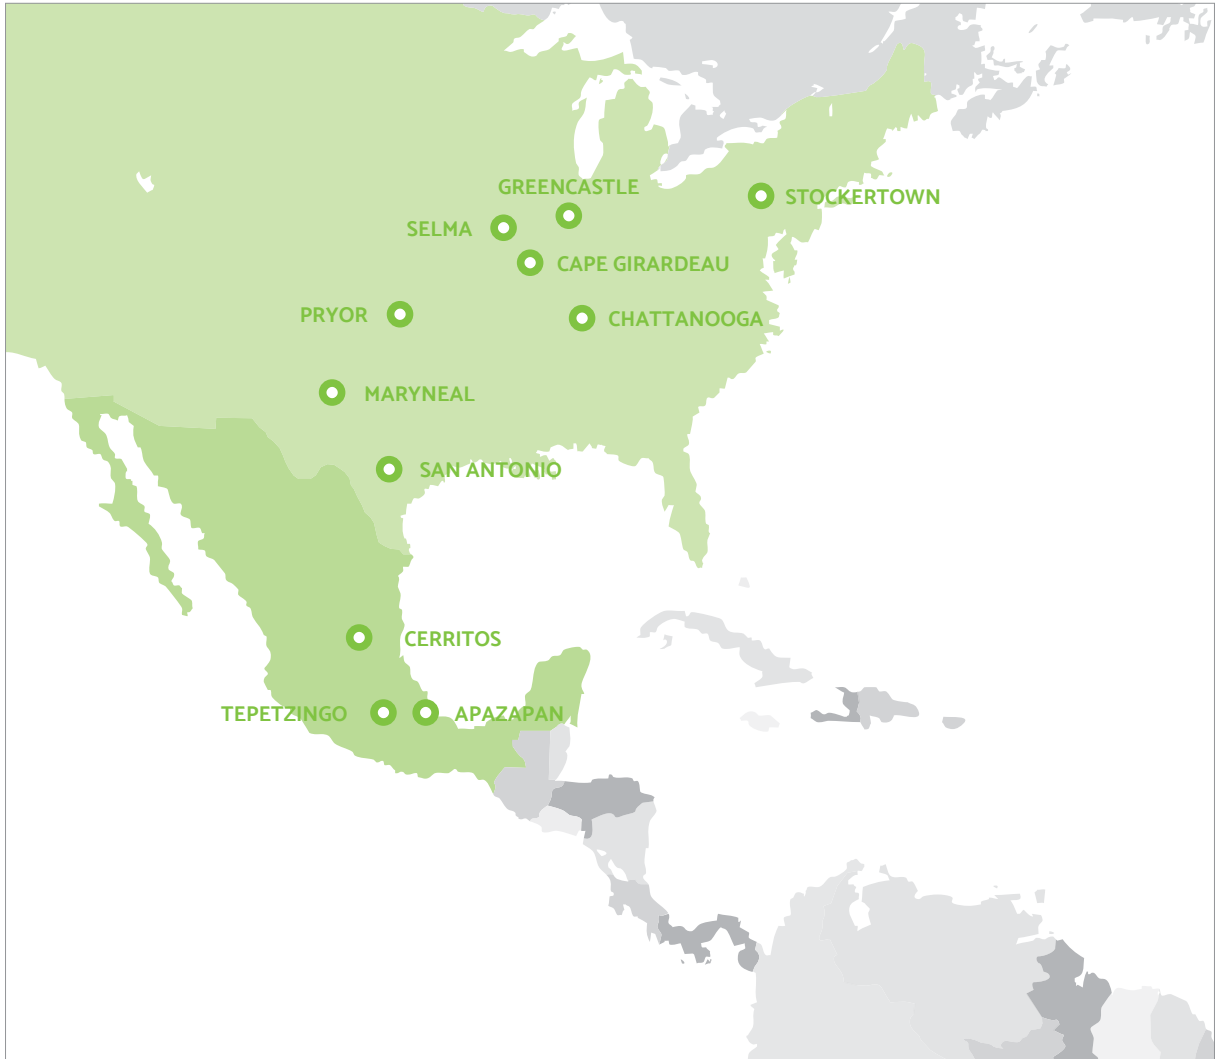 GREENCASTLE
STOCKERTOWN
SELMA
CAPE GIRARDEAU
PRYOR
CHATTANOOGA
MARYNEAL
SAN ANTONIO
CERRITOS
TEPETZINGO
APAZAPAN